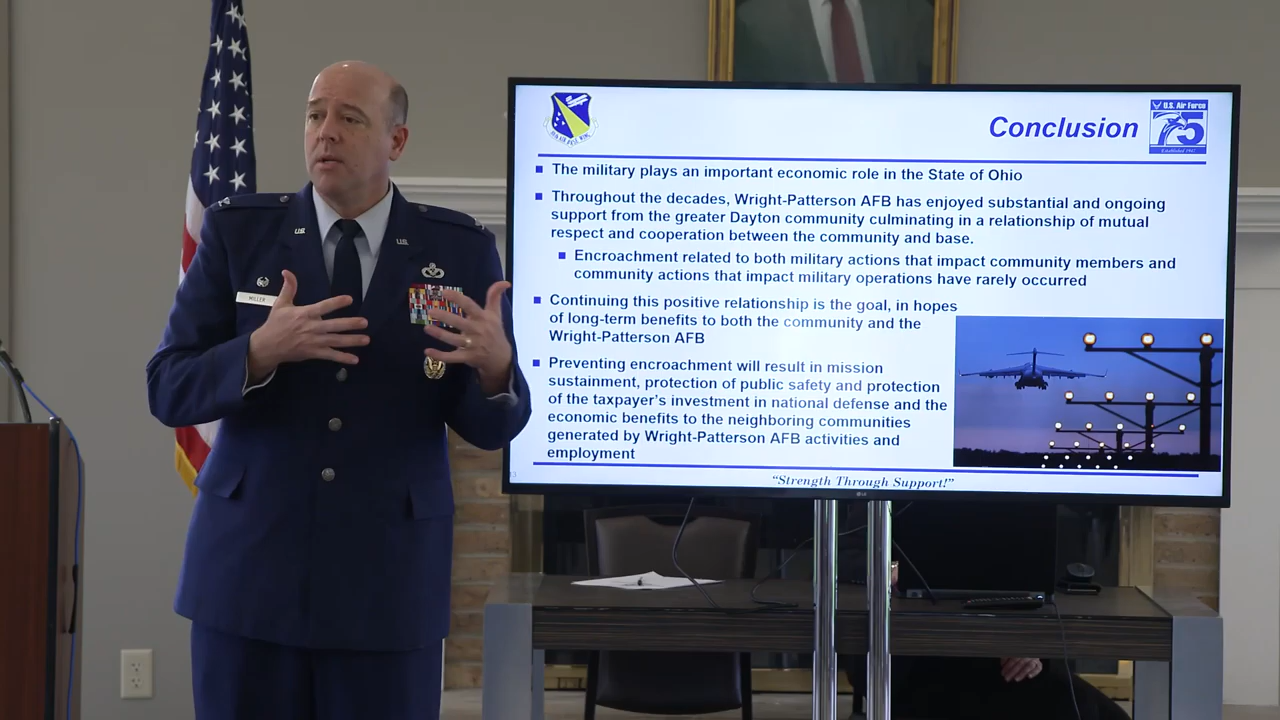 U.S. Air Force
75
Established 1947
Conclusion
The military plays an important economic role in the State of Ohio
Throughout the decades, Wright-Patterson AFB has enjoyed substantial and ongoing
support from the greater Dayton community culminating in a relationship of mutual
respect and cooperation between the community and base.
Encroachment related to both military actions that impact community members and
community actions that impact military operations have rarely occurred
Continuing this positive relationship is the goal, in hopes
of long-term benefits to both the community and the
Wright-Patterson AFB
Preventing encroachment will result in mission
sustainment, protection of public safety and protection
of the taxpayer's investment in national defense and the
economic benefits to the neighboring communities
generated by Wright-Patterson AFB activities and
employment
"Strength Through Support!"
LG
U.S.
U.S.
MILLER